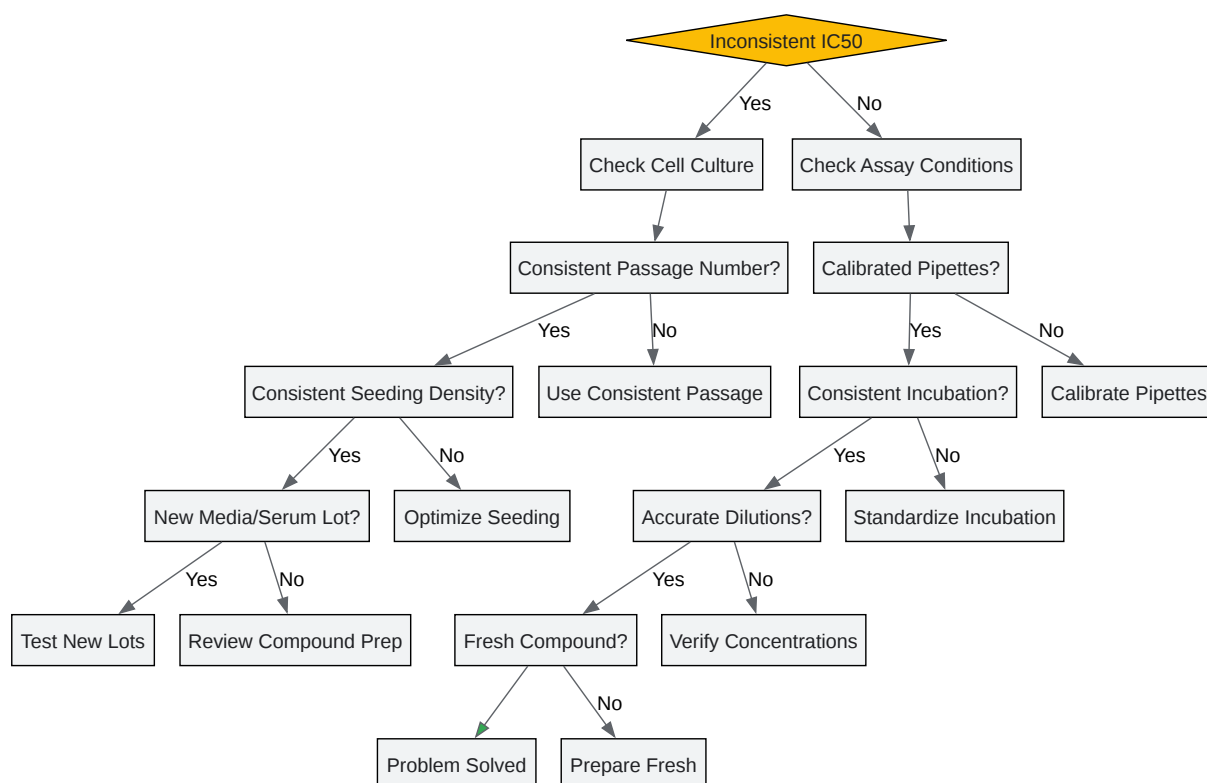 Inconsistent IC50
Yes
No
Check Cell Culture
Check Assay Conditions
Consistent Passage Number?
Calibrated Pipettes?
Yes
No
Yes
No
Consistent Seeding Density?
Use Consistent Passage
Consistent Incubation?
Calibrate Pipettes
Yes
No
Yes
No
New Media/Serum Lot?
Optimize Seeding
Accurate Dilutions?
Standardize Incubation
Yes
No
Yes
No
Test New Lots
Review Compound Prep
Fresh Compound?
Verify Concentrations
No
Problem Solved
Prepare Fresh